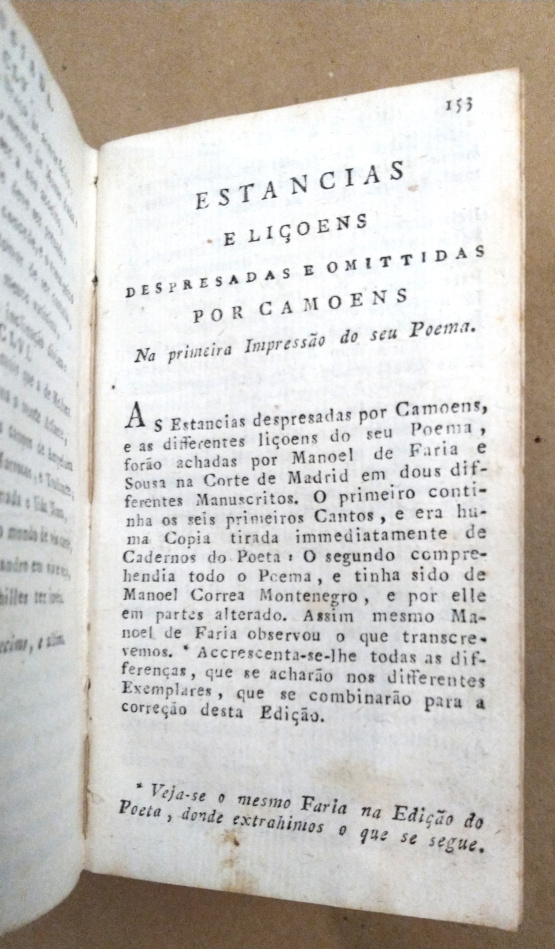 153
ESTANCIAS
E LIÇOENS
DESPRESADAS E OMITTIDAS
POR CAMOENS
Na primeira Impressão do seu Poema.
As Estancias despresadas por Camoens,
e as differentes liçoens do seu Poema,
forão achadas por Manoel de Faria e
Sousa na Corte de Madrid em dous dif-
ferentes Manuscritos. O primeiro conti-
nha os seis primeiros Cantos, e era hu-
ma Copia tirada immediatamente de
Cadernos do Poeta: O segundo compre-
hendia todo o Poema, e tinha sido de
Manoel Correa Montenegro, e por elle
em partes alterado. Assim mesmo Ma-
noel de Faria observou o que transcre-
vemos. * Accrescenta-se-lhe todas as dif-
ferenças, que se acharão nos differentes
Exemplares, que se combinarão para a
correção desta Edição.
* Veja-se o mesmo Faria na Edição do
Poeta, donde extrahimos o que se segue.